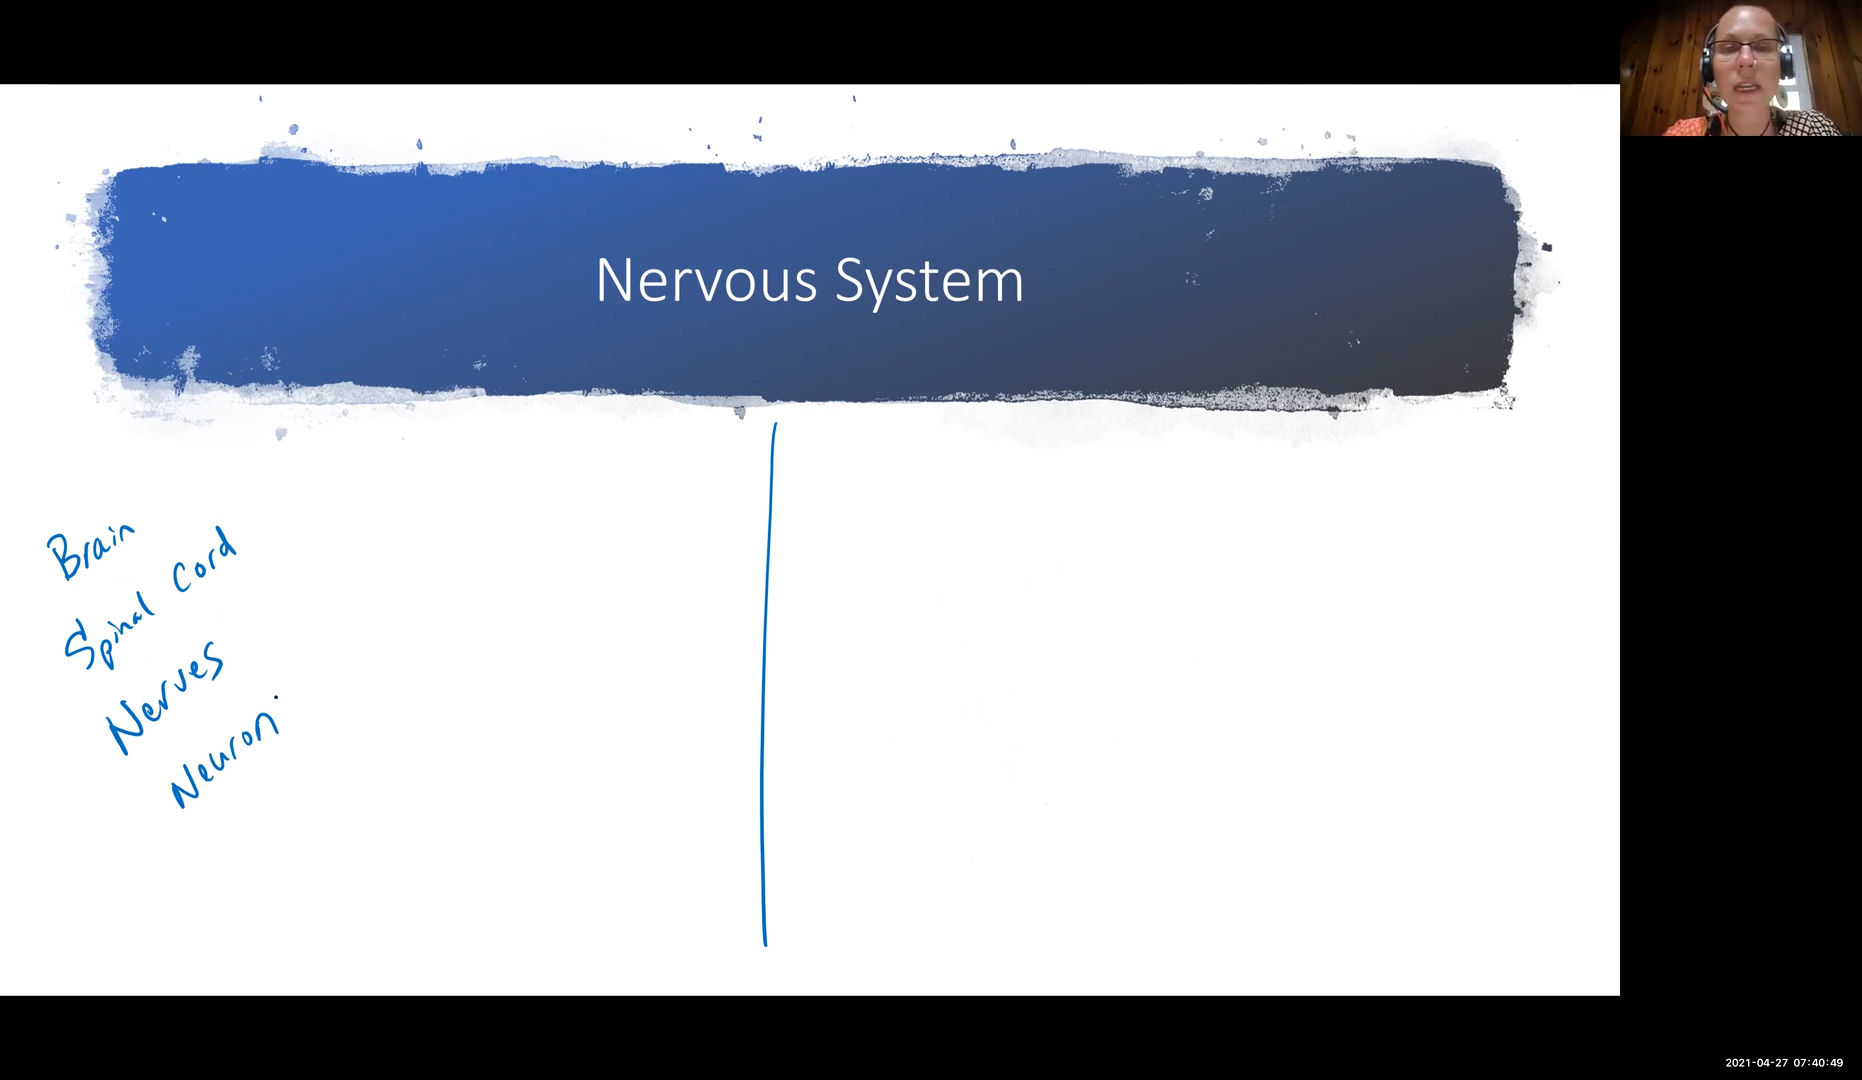 Nervous System
Brain
Spinal Cord
Nerves
Neuron
2021-04-27 07:40:49